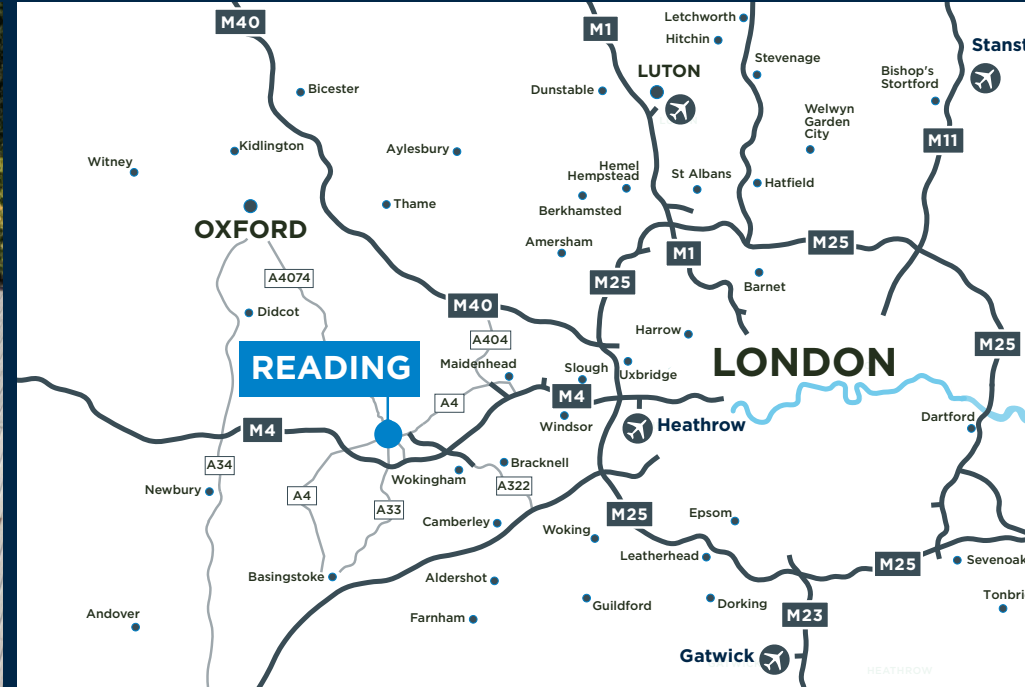 M40
M1
Letchworth
Hitchin
Stanst
LUTON
Stevenage
Bishop's
Stortford
Bicester
Dunstable
Welwyn
Garden
City
M11
Kidlington
Aylesbury
Witney
Hemel
Hempstead
St Albans
Hatfield
Thame
Berkhamsted
OXFORD
Amersham
M1
M25
A4074
M25
Barnet
Didcot
M40
A404
Harrow
M25
READING
Maidenhead
Slough
Uxbridge
LONDON
M4
A4
Windsor
Heathrow
Dartford
M4
A34
Bracknell
Wokingham
A322
Newbury
A4
A33
Camberley
Woking
M25
Epsom
Leatherhead
M25
Sevenoak
Basingstoke
Aldershot
Guildford
Dorking
Tonbri
Andover
Farnham
M23
Gatwick
HEATHROW